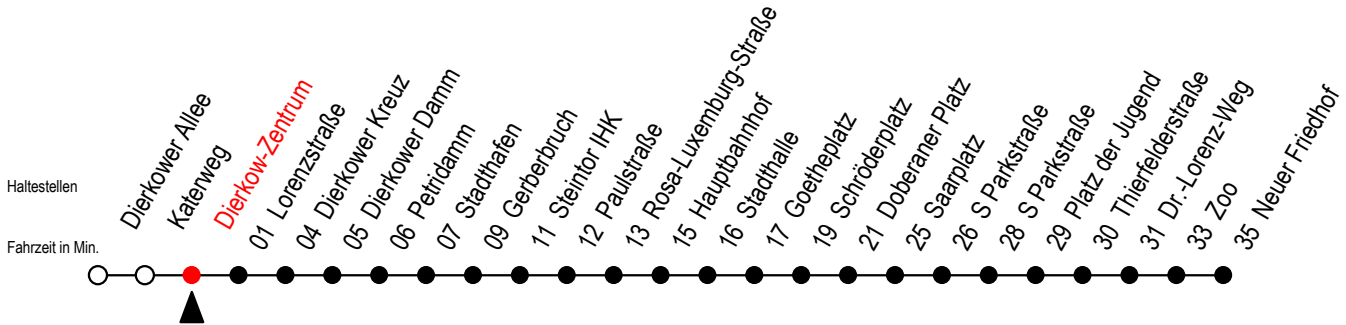 Haltestellen
Fahrzeit in Min.
Dierkower Allee
Katerweg
Dierkow-Zentrum
01 Lorenzstraße
04 Dierkower Kreuz
05 Dierkower Damm
06 Petridamm
07 Stadthafen
09 Gerberbruch
11 Steintor IHK
12 Paulstraße
13 Rosa-Luxemburg-Straße
15 Hauptbahnhof
16 Stadthalle
17 Goetheplatz
19 Schröderplatz
21 Doberaner Platz
25 Saarplatz
26 S Parkstraße
28 S Parkstraße
29 Platz der Jugend
30 Thierfelderstraße
31 Dr.-Lorenz-Weg
33 Zoo
35 Neuer Friedhof